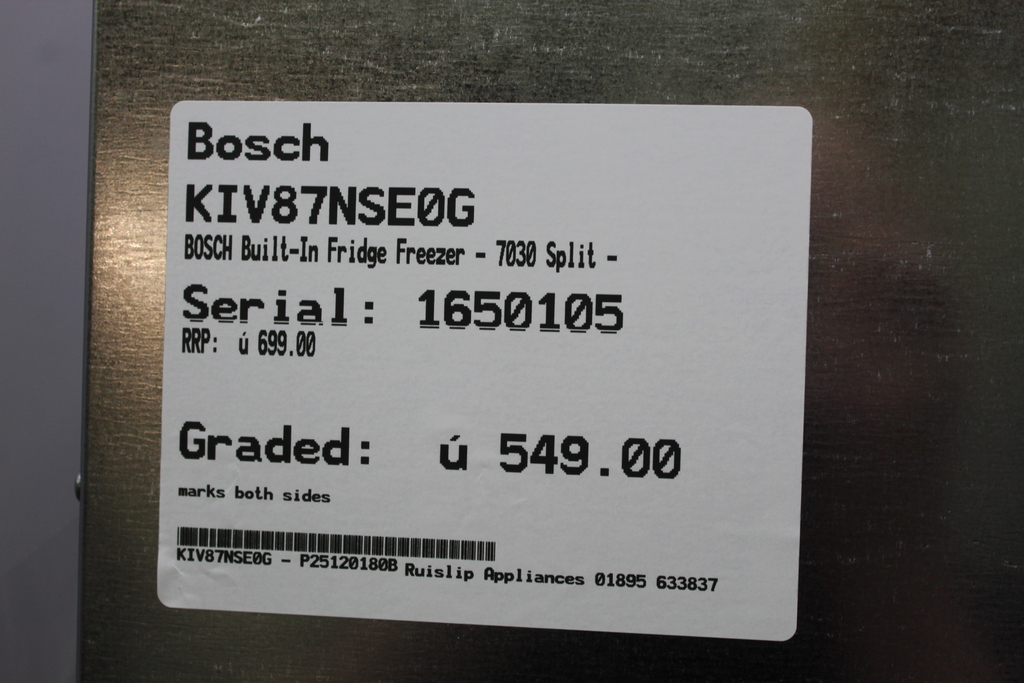 Bosch
KIV87NSE0G
BOSCH Built-In Fridge Freezer - 7030 Split -
Serial: 1650105
RRP: ú 699.00
Graded: ú 549.00
marks both sides
KIV87NSE0G - P25120180B Ruislip Appliances 01895 633837